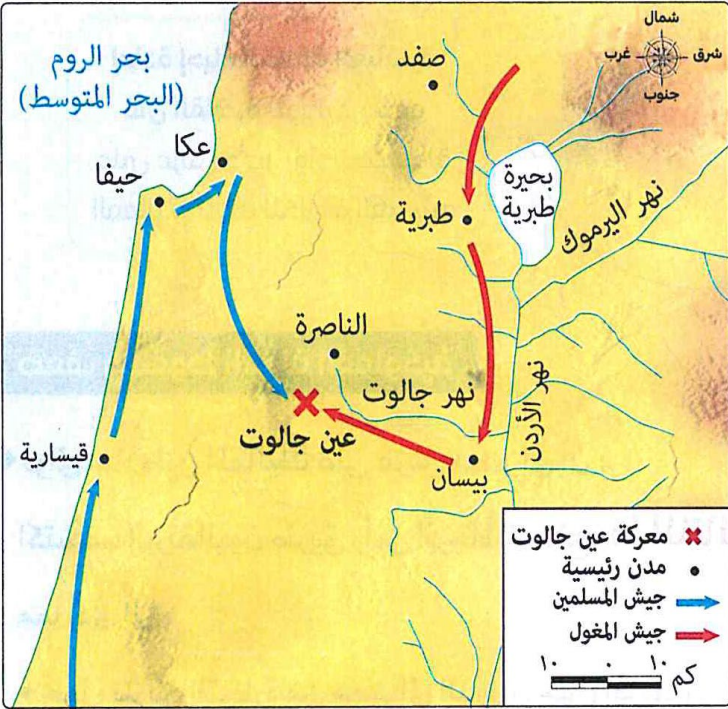 شمال
شرق
غرب
جنوب
بحر الروم
(البحر المتوسط)
صفد
عكا
حيفا
بحيرة
طبرية
طبرية
نهر اليرموك
الناصرة
نهر جالوت
نهر الأردن
عين جالوت
قيسارية
بيسان
معركة عين جالوت
مدن رئيسية
جيش المسلمين
جيش المغول
١٠ ٠ ١٠ كم